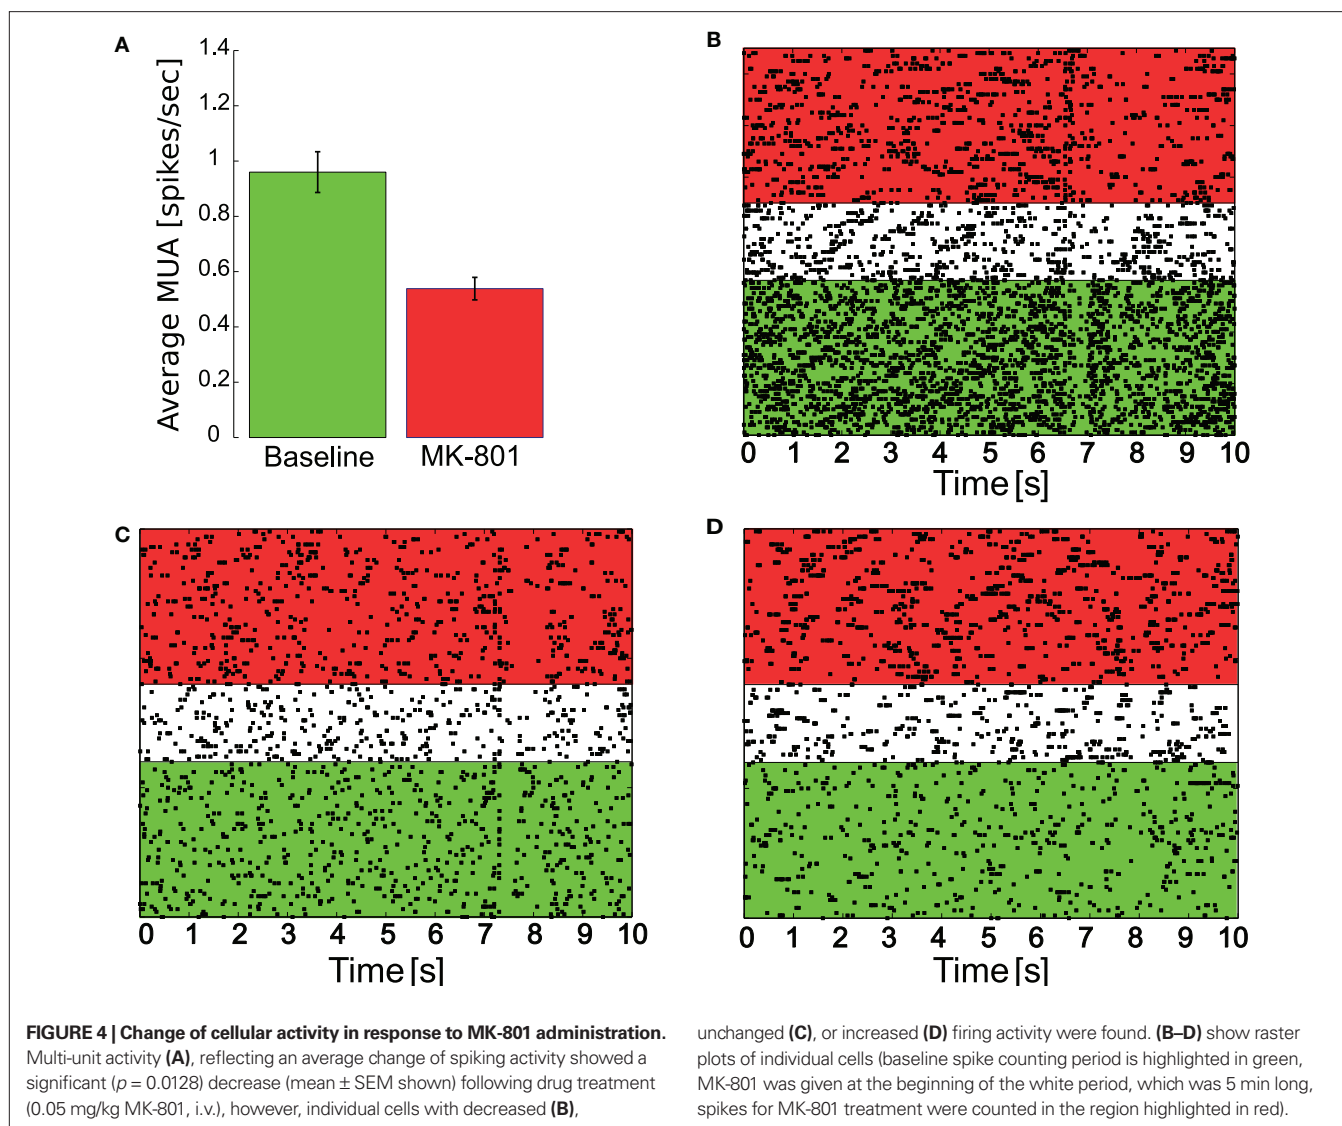 A
1.4
1.2
1
0.8
0.6
0.4
0.2
0
Average MUA [spikes/sec]
Baseline MK-801
B
0 1 2 3 4 5 6 7 8 9 10
Time [s]
C
0 1 2 3 4 5 6 7 8 9 10
Time [s]
D
0 1 2 3 4 5 6 7 8 9 10
Time [s]
FIGURE 4 | Change of cellular activity in response to MK-801 administration.
Multi-unit activity (A), reflecting an average change of spiking activity showed a
significant (p = 0.0128) decrease (mean ± SEM shown) following drug treatment
(0.05 mg/kg MK-801, i.v.), however, individual cells with decreased (B),
unchanged (C), or increased (D) firing activity were found. (B–D) show raster
plots of individual cells (baseline spike counting period is highlighted in green,
MK-801 was given at the beginning of the white period, which was 5 min long,
spikes for MK-801 treatment were counted in the region highlighted in red).